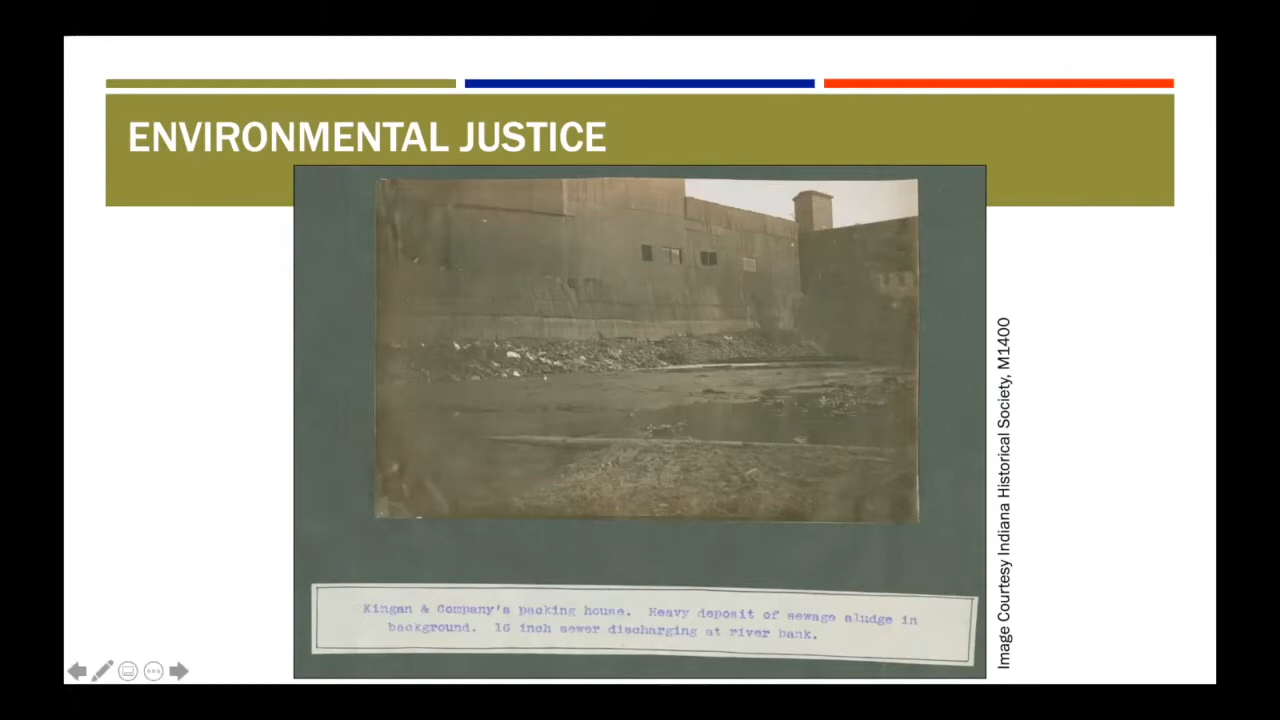 ENVIRONMENTAL JUSTICE
Kingan & Company's packing house. Heavy deposit of sewage sludge in
background. 16 inch sewer discharging at river bank.
Image Courtesy Indiana Historical Society, M1400